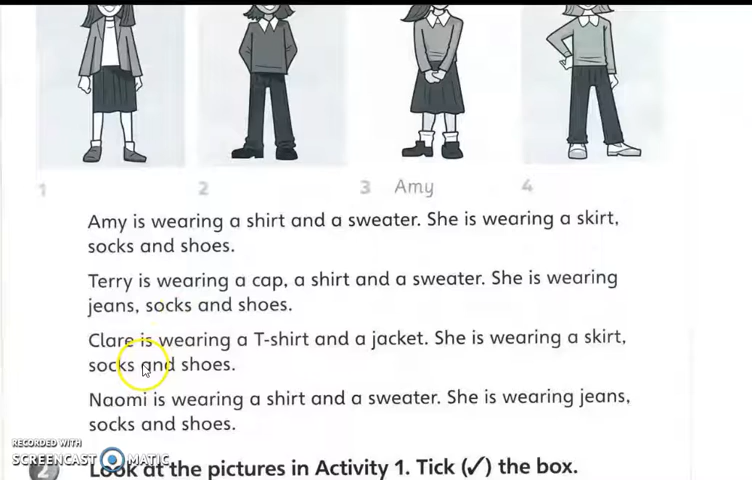 1 2 3 Amy 4
Amy is wearing a shirt and a sweater. She is wearing a skirt,
socks and shoes.
Terry is wearing a cap, a shirt and a sweater. She is wearing
jeans, socks and shoes.
Clare is wearing a T-shirt and a jacket. She is wearing a skirt,
socks and shoes.
Naomi is wearing a shirt and a sweater. She is wearing jeans,
socks and shoes.
RECORDED WITH
SCREENCAST MATIC
2 Look at the pictures in Activity 1. Tick (✓) the box.